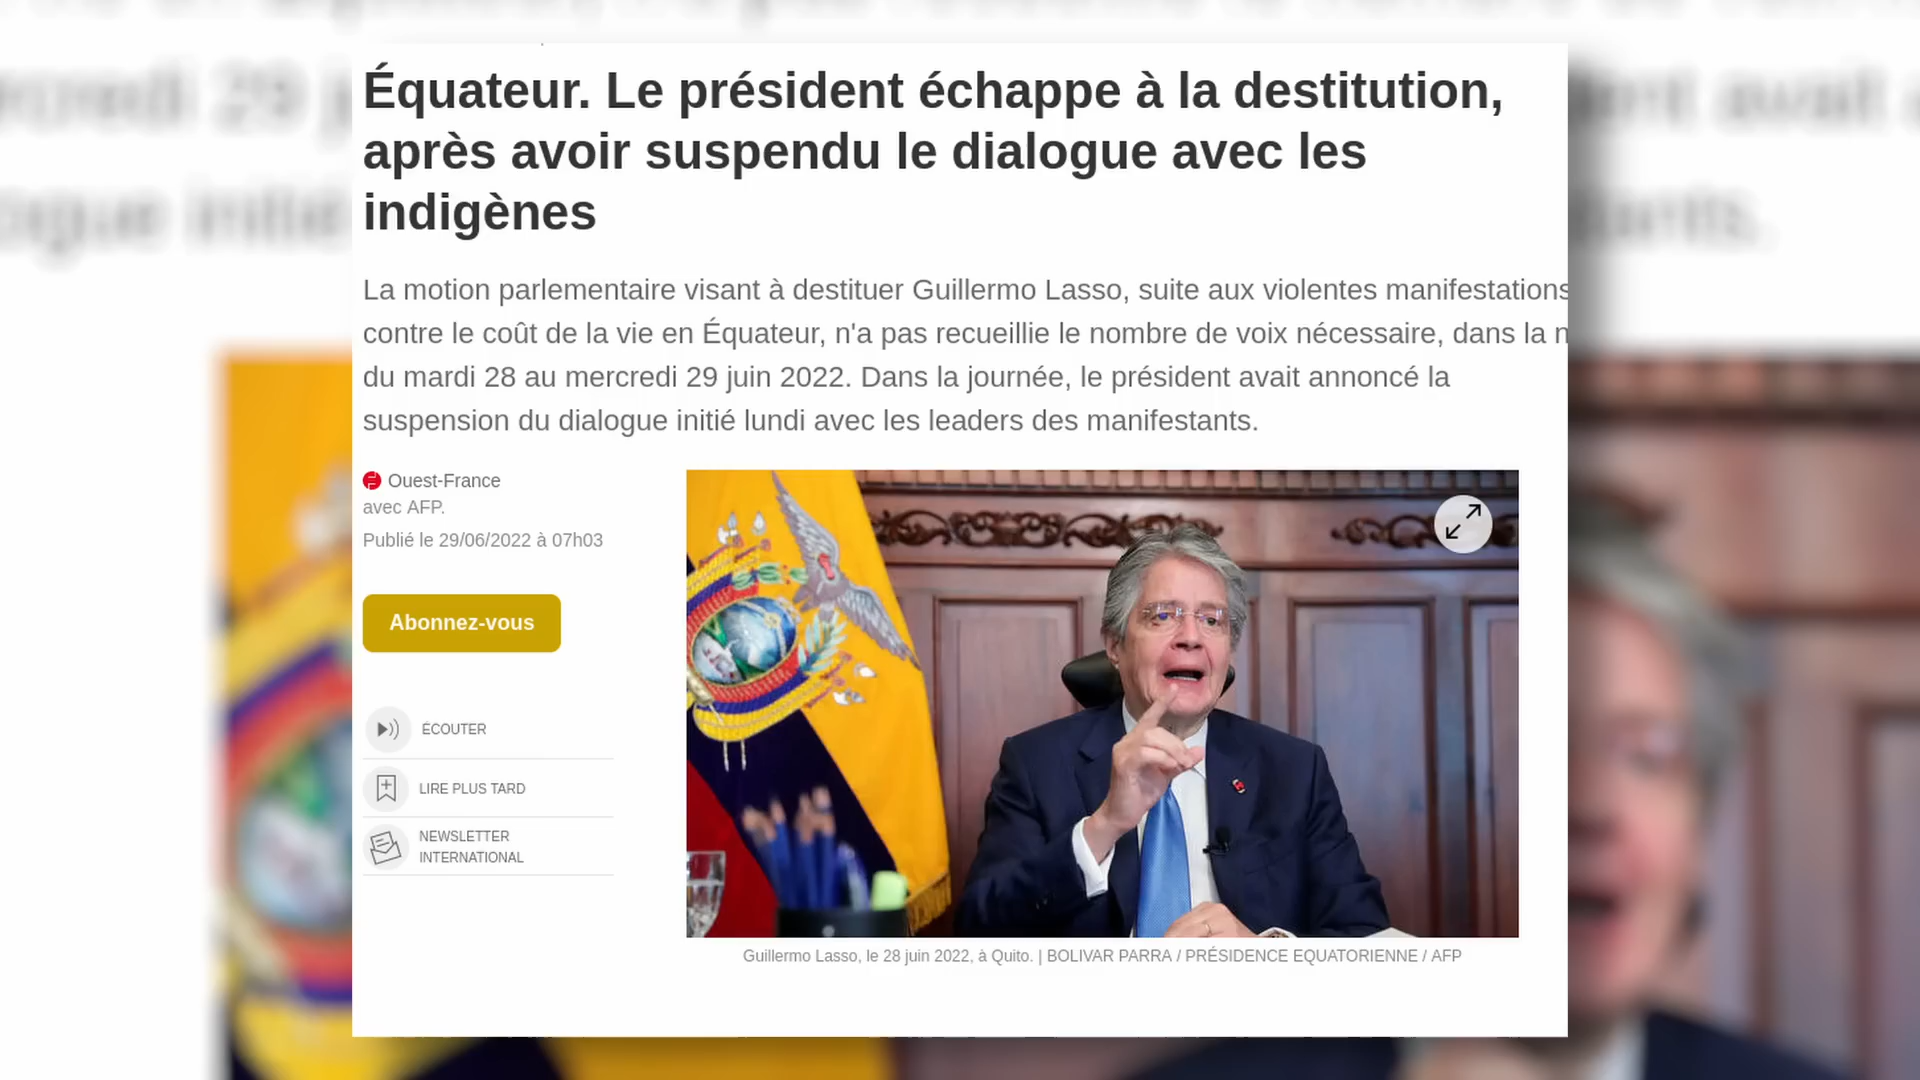 Équateur. Le président échappe à la destitution,
après avoir suspendu le dialogue avec les
indigènes
La motion parlementaire visant à destituer Guillermo Lasso, suite aux violentes manifestations
contre le coût de la vie en Équateur, n'a pas recueillie le nombre de voix nécessaire, dans la n
du mardi 28 au mercredi 29 juin 2022. Dans la journée, le président avait annoncé la
suspension du dialogue initié lundi avec les leaders des manifestants.
Ouest-France
avec AFP.
Publié le 29/06/2022 à 07h03
Abonnez-vous
ÉCOUTER
LIRE PLUS TARD
NEWSLETTER
INTERNATIONAL
Guillermo Lasso, le 28 juin 2022, à Quito. | BOLIVAR PARRA / PRÉSIDENCE EQUATORIENNE / AFP